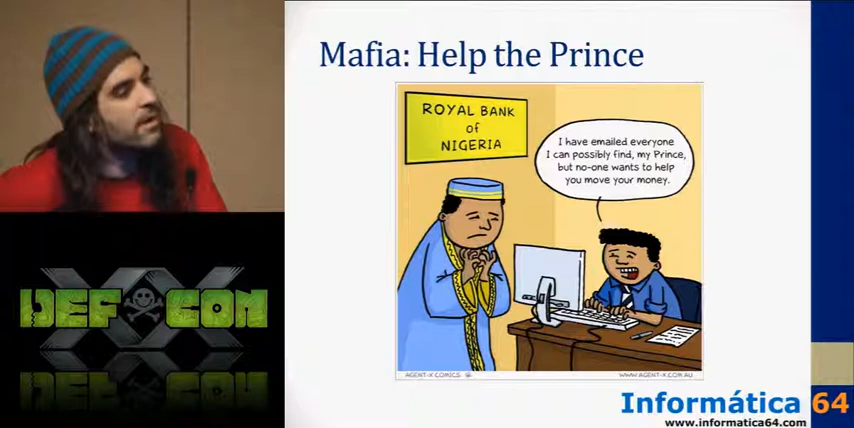 Mafia: Help the Prince
ROYAL BANK
of
NIGERIA
I have emailed everyone
I can possibly find, my Prince,
but no-one wants to help
you move your money.
XX
DEF CON
AGENT-X COMICS
WWW.AGENT-X.COM.AU
Informática 64
www.informatica64.com